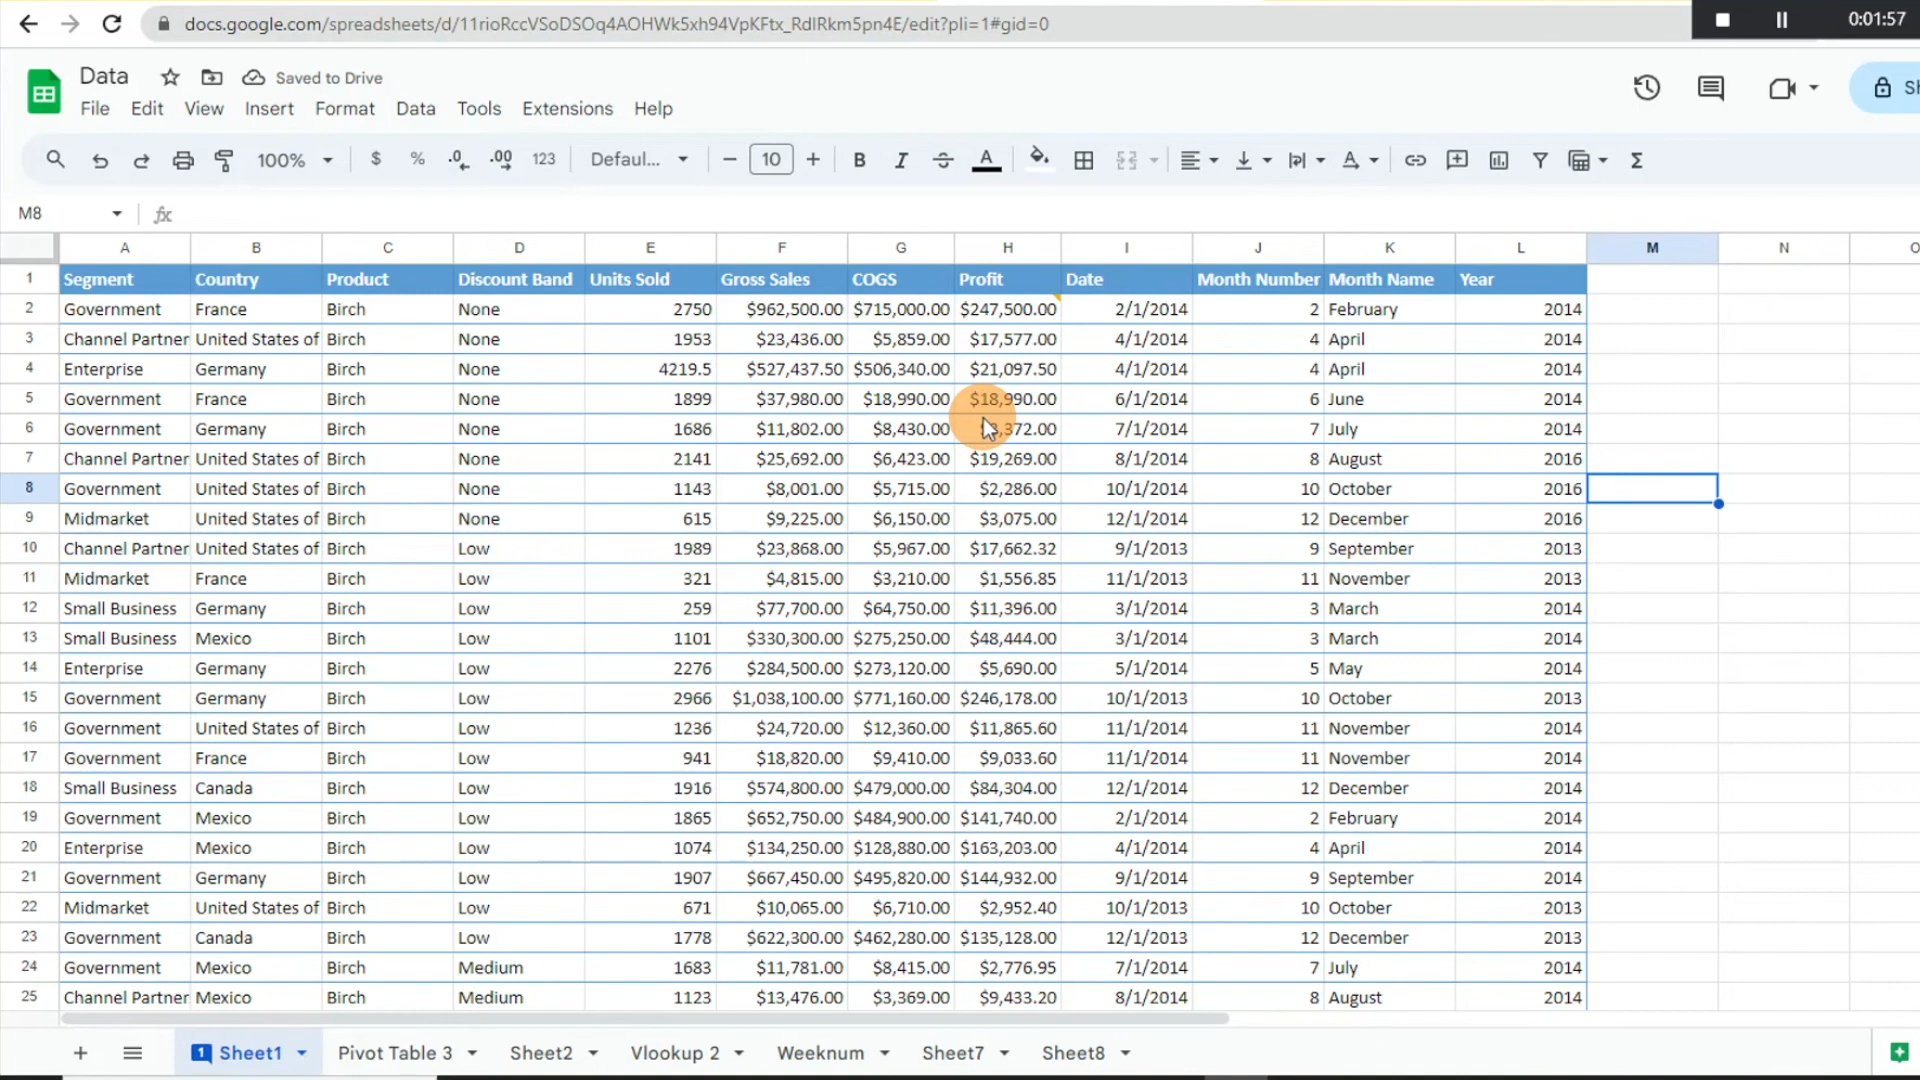 docs.google.com/spreadsheets/d/11rioRccVSoDSOq4AOHWk5xh94VpKFtx_RdlRkm5pn4E/edit?pli=1#gid=0
0:01:57
Data Saved to Drive
File Edit View Insert Format Data Tools Extensions Help
100% $ % .0 .00 123 Defaul... 10 B I A A Σ
M8 fx
A B C D E F G H I J K L M N
1 Segment Country Product Discount Band Units Sold Gross Sales COGS Profit Date Month Number Month Name Year
2 Government France Birch None 2750 $962,500.00 $715,000.00 $247,500.00 2/1/2014 2 February 2014
3 Channel Partner United States of Birch None 1953 $23,436.00 $5,859.00 $17,577.00 4/1/2014 4 April 2014
4 Enterprise Germany Birch None 4219.5 $527,437.50 $506,340.00 $21,097.50 4/1/2014 4 April 2014
5 Government France Birch None 1899 $37,980.00 $18,990.00 $18,990.00 6/1/2014 6 June 2014
6 Government Germany Birch None 1686 $11,802.00 $8,430.00 7/1/2014 7 July 2014
7 Channel Partner United States of Birch None 2141 $25,692.00 $6,423.00 $19,269.00 8/1/2014 8 August 2016
8 Government United States of Birch None 1143 $8,001.00 $5,715.00 $2,286.00 10/1/2014 10 October 2016
9 Midmarket United States of Birch None 615 $9,225.00 $6,150.00 $3,075.00 12/1/2014 12 December 2016
10 Channel Partner United States of Birch Low 1989 $23,868.00 $5,967.00 $17,662.32 9/1/2013 9 September 2013
11 Midmarket France Birch Low 321 $4,815.00 $3,210.00 $1,556.85 11/1/2013 11 November 2013
12 Small Business Germany Birch Low 259 $77,700.00 $64,750.00 $11,396.00 3/1/2014 3 March 2014
13 Small Business Mexico Birch Low 1101 $330,300.00 $275,250.00 $48,444.00 3/1/2014 3 March 2014
14 Enterprise Germany Birch Low 2276 $284,500.00 $273,120.00 $5,690.00 5/1/2014 5 May 2014
15 Government Germany Birch Low 2966 $1,038,100.00 $771,160.00 $246,178.00 10/1/2013 10 October 2013
16 Government United States of Birch Low 1236 $24,720.00 $12,360.00 $11,865.60 11/1/2014 11 November 2014
17 Government France Birch Low 941 $18,820.00 $9,410.00 $9,033.60 11/1/2014 11 November 2014
18 Small Business Canada Birch Low 1916 $574,800.00 $479,000.00 $84,304.00 12/1/2014 12 December 2014
19 Government Mexico Birch Low 1865 $652,750.00 $484,900.00 $141,740.00 2/1/2014 2 February 2014
20 Enterprise Mexico Birch Low 1074 $134,250.00 $128,880.00 $163,203.00 4/1/2014 4 April 2014
21 Government Germany Birch Low 1907 $667,450.00 $495,820.00 $144,932.00 9/1/2014 9 September 2014
22 Midmarket United States of Birch Low 671 $10,065.00 $6,710.00 $2,952.40 10/1/2013 10 October 2013
23 Government Canada Birch Low 1778 $622,300.00 $462,280.00 $135,128.00 12/1/2013 12 December 2013
24 Government Mexico Birch Medium 1683 $11,781.00 $8,415.00 $2,776.95 7/1/2014 7 July 2014
25 Channel Partner Mexico Birch Medium 1123 $13,476.00 $3,369.00 $9,433.20 8/1/2014 8 August 2014
1 Sheet1 Pivot Table 3 Sheet2 Vlookup 2 Weeknum Sheet7 Sheet8